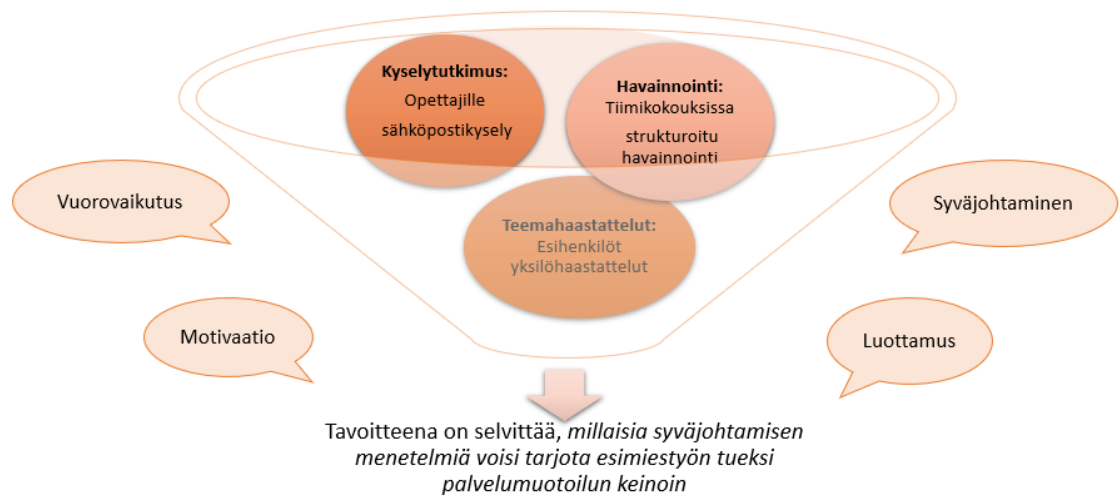 Kyselytutkimus:
Opettajille
sähköpostikysely
Havainnointi:
Tiimikokouksissa
strukturoitu
havainnointi
Vuorovaikutus
Syväjohtaminen
Teemahaastattelut:
Esihenkilöt
yksilöhaastattelut
Motivaatio
Luottamus
Tavoitteena on selvittää, millaisia syväjohtamisen
menetelmiä voisi tarjota esimiestyön tueksi
palvelumuotoilun keinoin